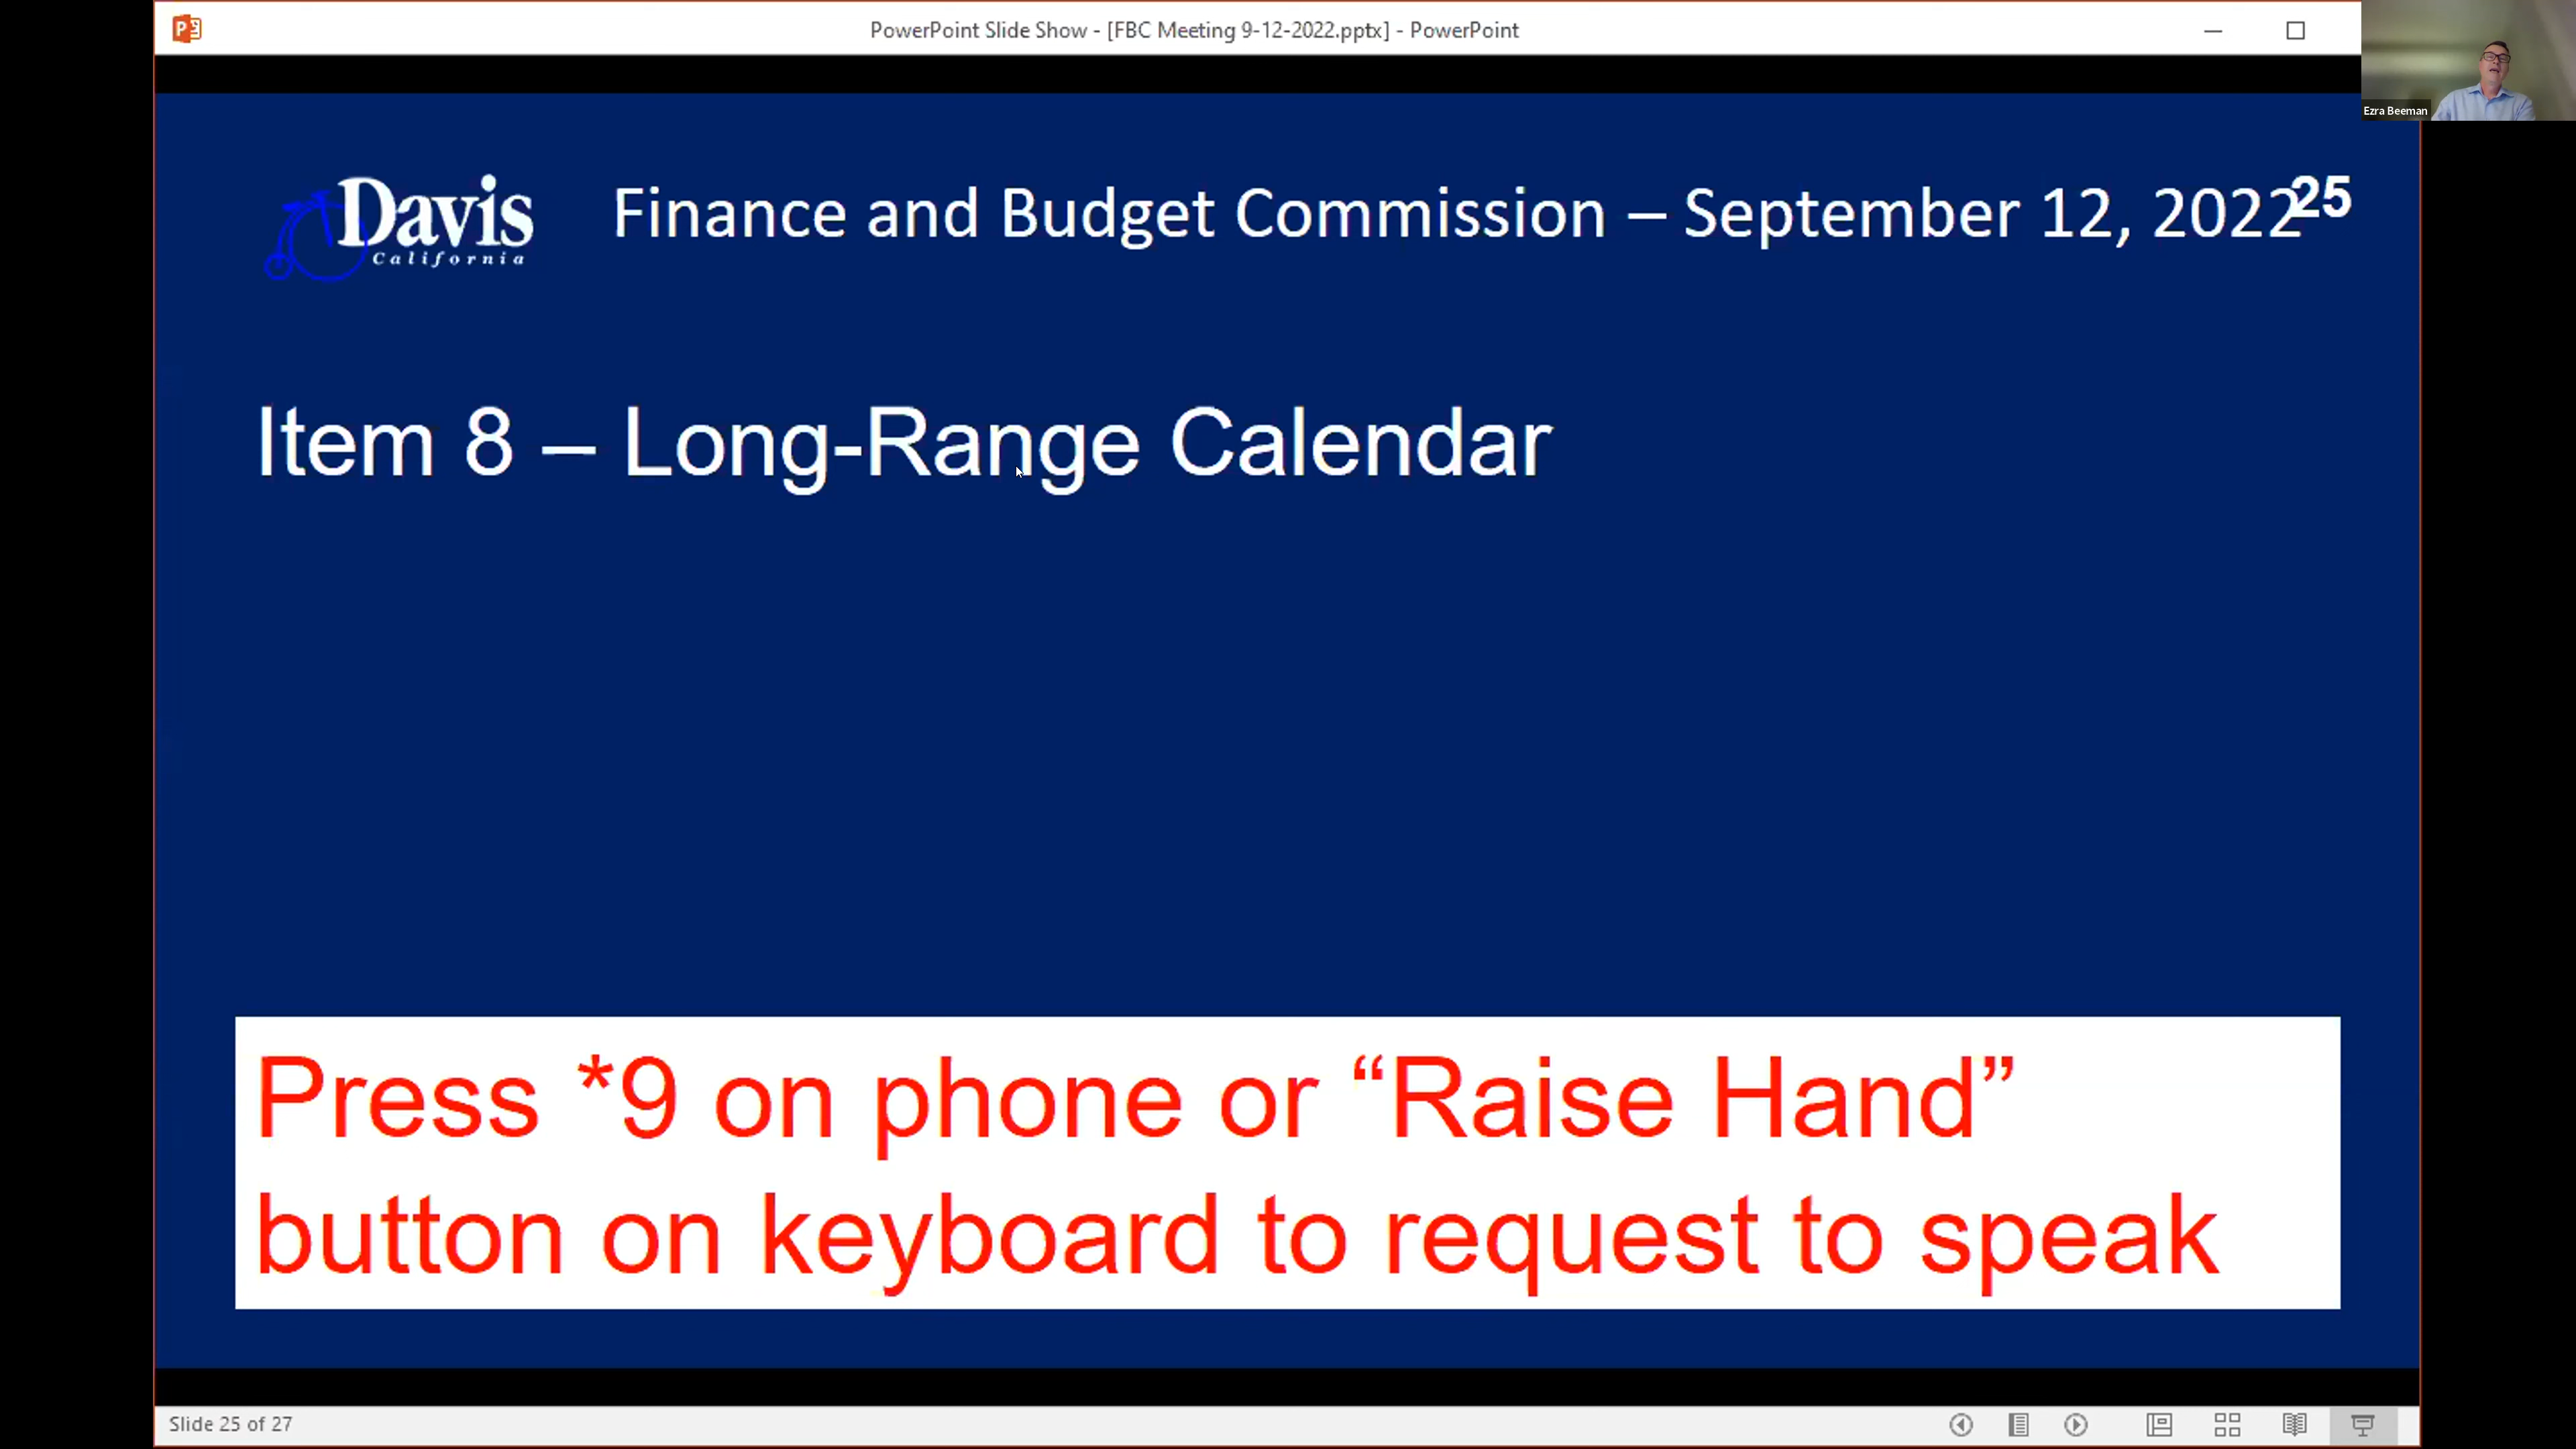 PowerPoint Slide Show - [FBC Meeting 9-12-2022.pptx] - PowerPoint
Ezra Beeman
Davis
California
Finance and Budget Commission – September 12, 2022
25
Item 8 – Long-Range Calendar
Press *9 on phone or “Raise Hand”
button on keyboard to request to speak
Slide 25 of 27